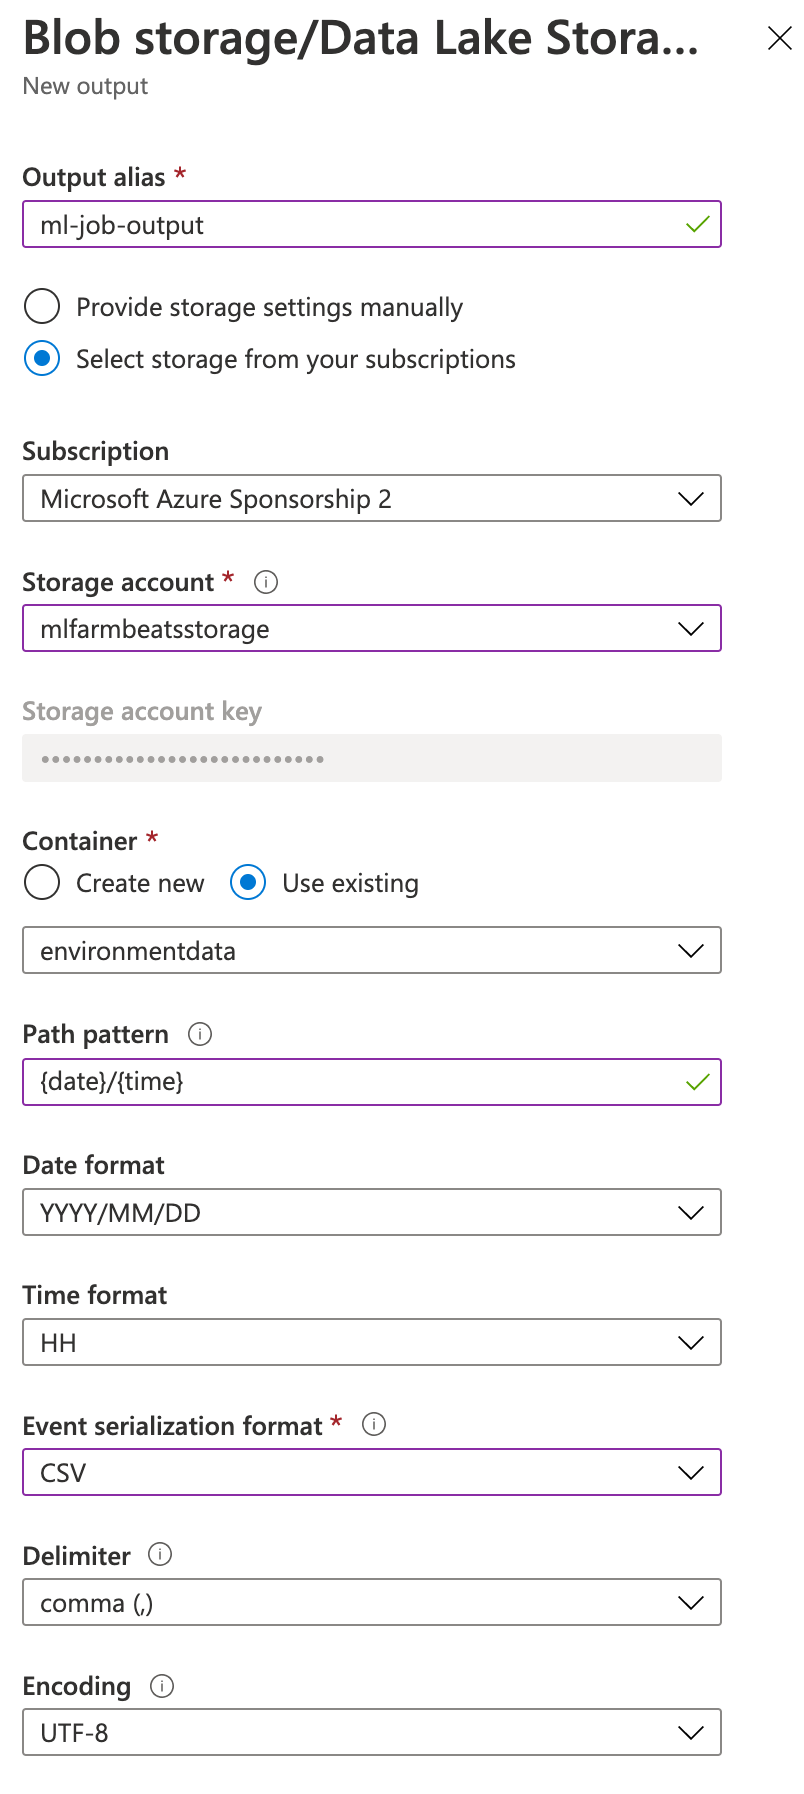 Blob storage/Data Lake Stora...
New output
Output alias *
ml-job-output
Provide storage settings manually
Select storage from your subscriptions
Subscription
Microsoft Azure Sponsorship 2
Storage account *
mlfarmbeatsstorage
Storage account key
•••••••••••••••••••••••••••
Container *
Create new Use existing
environmentdata
Path pattern
{date}/{time}
Date format
YYYY/MM/DD
Time format
HH
Event serialization format *
CSV
Delimiter
comma (,)
Encoding
UTF-8